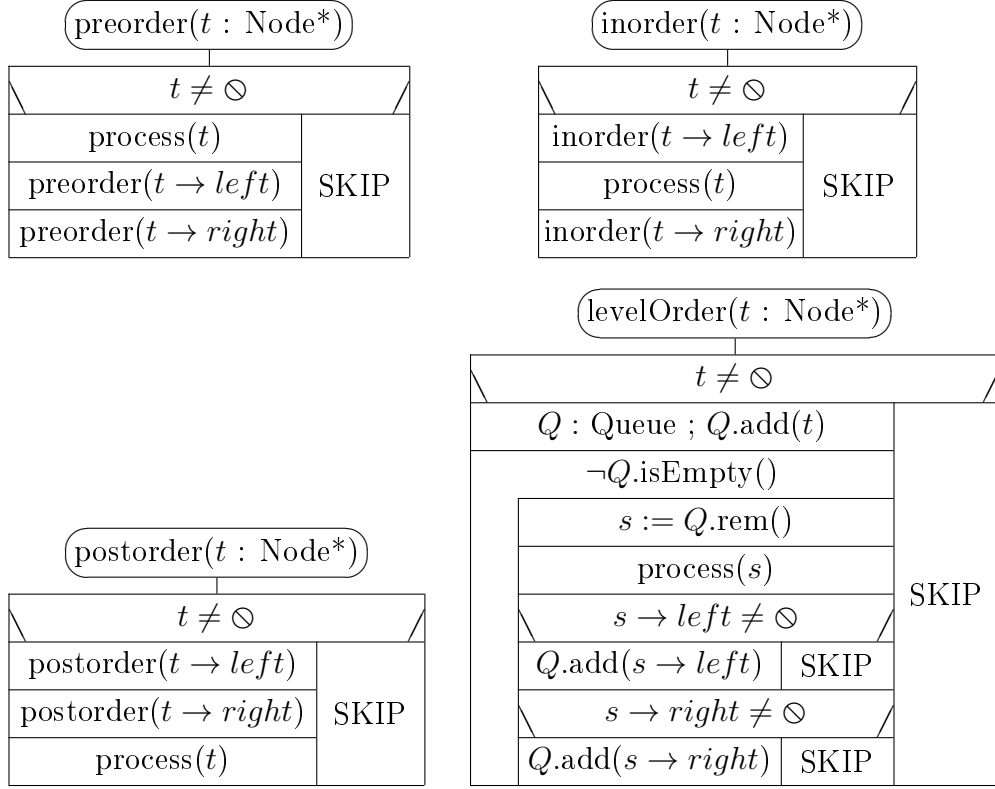 preorder(t : Node*)
t ≠ ⦸
process(t)
preorder(t → left)
preorder(t → right)
SKIP
inorder(t : Node*)
t ≠ ⦸
inorder(t → left)
process(t)
inorder(t → right)
SKIP
postorder(t : Node*)
t ≠ ⦸
postorder(t → left)
postorder(t → right)
process(t)
SKIP
levelOrder(t : Node*)
t ≠ ⦸
Q : Queue ; Q.add(t)
¬Q.isEmpty()
s := Q.rem()
process(s)
s → left ≠ ⦸
Q.add(s → left)
SKIP
s → right ≠ ⦸
Q.add(s → right)
SKIP
SKIP